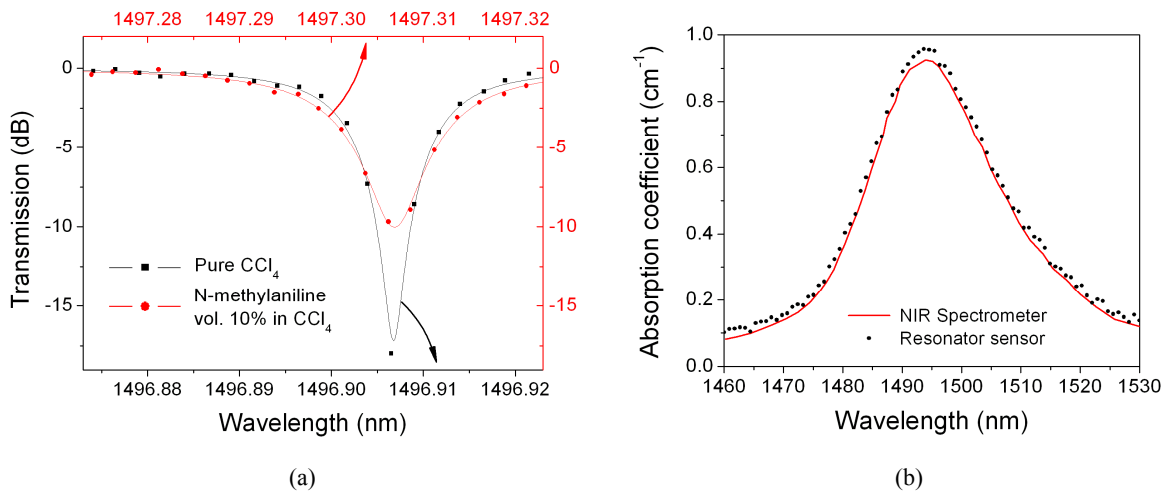 1497.28 1497.29 1497.30 1497.31 1497.32
0 0
-5 -5
-10 -10
-15 -15
Transmission (dB)
Pure CCl4
N-methylaniline
vol. 10% in CCl4
1496.88 1496.89 1496.90 1496.91 1496.92
Wavelength (nm)
(a)
1.0
0.8
0.6
0.4
0.2
0.0
Absorption coefficient (cm-1)
NIR Spectrometer
Resonator sensor
1460 1470 1480 1490 1500 1510 1520 1530
Wavelength (nm)
(b)